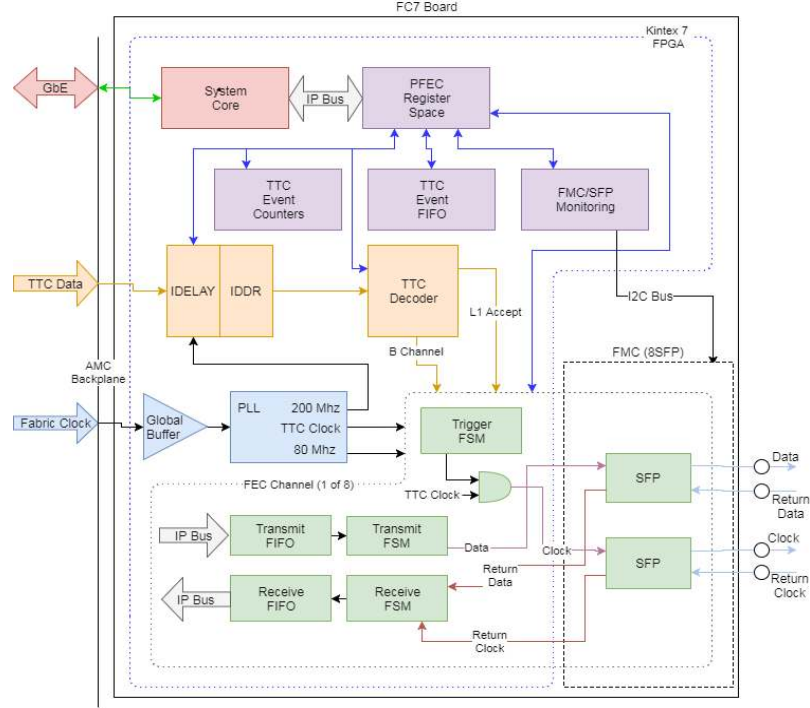 FC7 Board
Kintex 7
FPGA
GbE
System
Core
IP Bus
PFEC
Register
Space
TTC
Event
Counters
TTC
Event
FIFO
FMC/SFP
Monitoring
TTC Data
IDELAY
IDDR
TTC
Decoder
L1 Accept
I2C Bus
B Channel
AMC
Backplane
FMC (8SFP)
Fabric Clock
Global
Buffer
PLL
200 Mhz
TTC Clock
80 Mhz
Trigger
FSM
FEC Channel (1 of 8)
TTC Clock
SFP
Data
Return
Data
IP Bus
Transmit
FIFO
Transmit
FSM
Data
Clock
SFP
Clock
Return
Clock
Return
Data
IP Bus
Receive
FIFO
Receive
FSM
Return
Clock